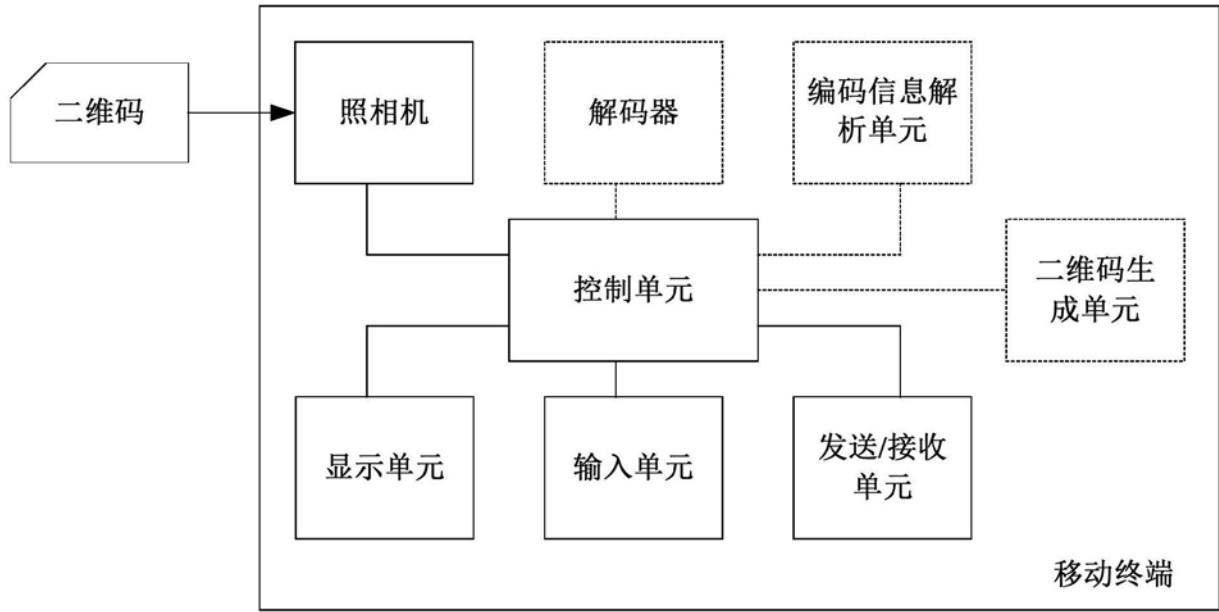 二维码
照相机
解码器
编码信息解
析单元
控制单元
二维码生
成单元
显示单元
输入单元
发送/接收
单元
移动终端